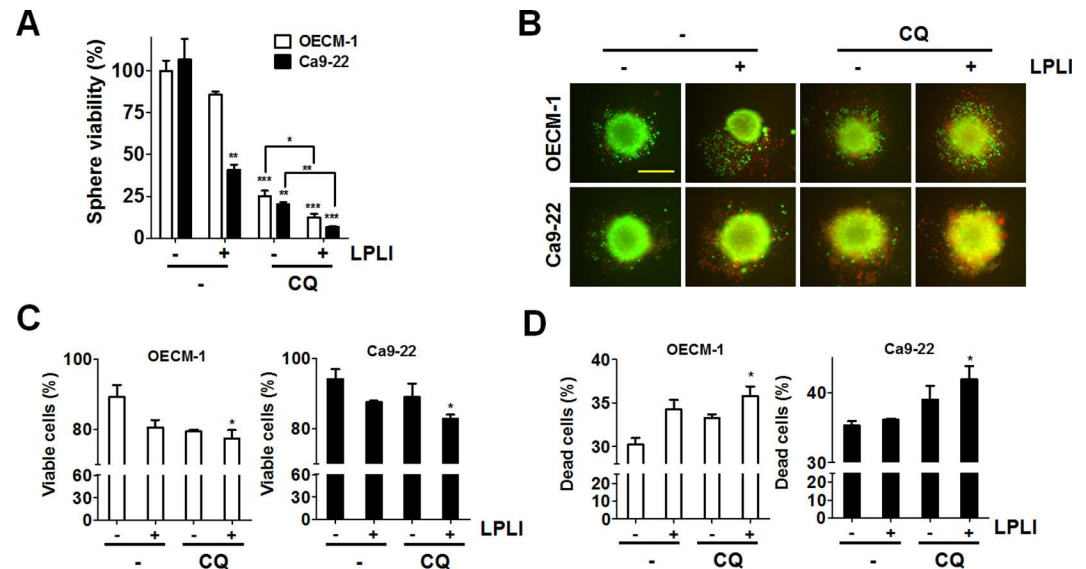 A
Sphere viability (%)
OECM-1
Ca9-22
100
75
50
25
0
**
***
**
*
**
***
***
- + - + LPLI
- CQ
B
- CQ
- + - + LPLI
OECM-1
Ca9-22
C
OECM-1
Viable cells (%)
100
80
60
30
0
*
- + - +
- CQ
Ca9-22
Viable cells (%)
100
80
60
30
0
*
- + - + LPLI
- CQ
D
OECM-1
Dead cells (%)
40
35
30
20
10
0
*
- + - +
- CQ
Ca9-22
Dead cells (%)
40
30
20
10
0
*
- + - + LPLI
- CQ